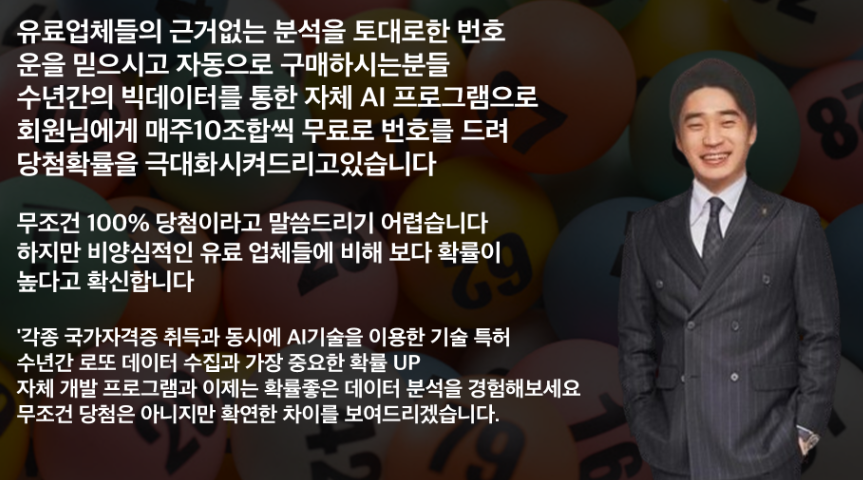 유료업체들의 근거없는 분석을 토대로한 번호
운을 믿으시고 자동으로 구매하시는분들
수년간의 빅데이터를 통한 자체 AI 프로그램으로
회원님에게 매주10조합씩 무료로 번호를 드려
당첨확률을 극대화시켜드리고있습니다
무조건 100% 당첨이라고 말씀드리기 어렵습니다
하지만 비양심적인 유료 업체들에 비해 보다 확률이
높다고 확신합니다
'각종 국가자격증 취득과 동시에 AI기술을 이용한 기술 특허
수년간 로또 데이터 수집과 가장 중요한 확률 UP
자체 개발 프로그램과 이제는 확률좋은 데이터 분석을 경험해보세요
무조건 당첨은 아니지만 확연한 차이를 보여드리겠습니다.
7
38
62
42
16